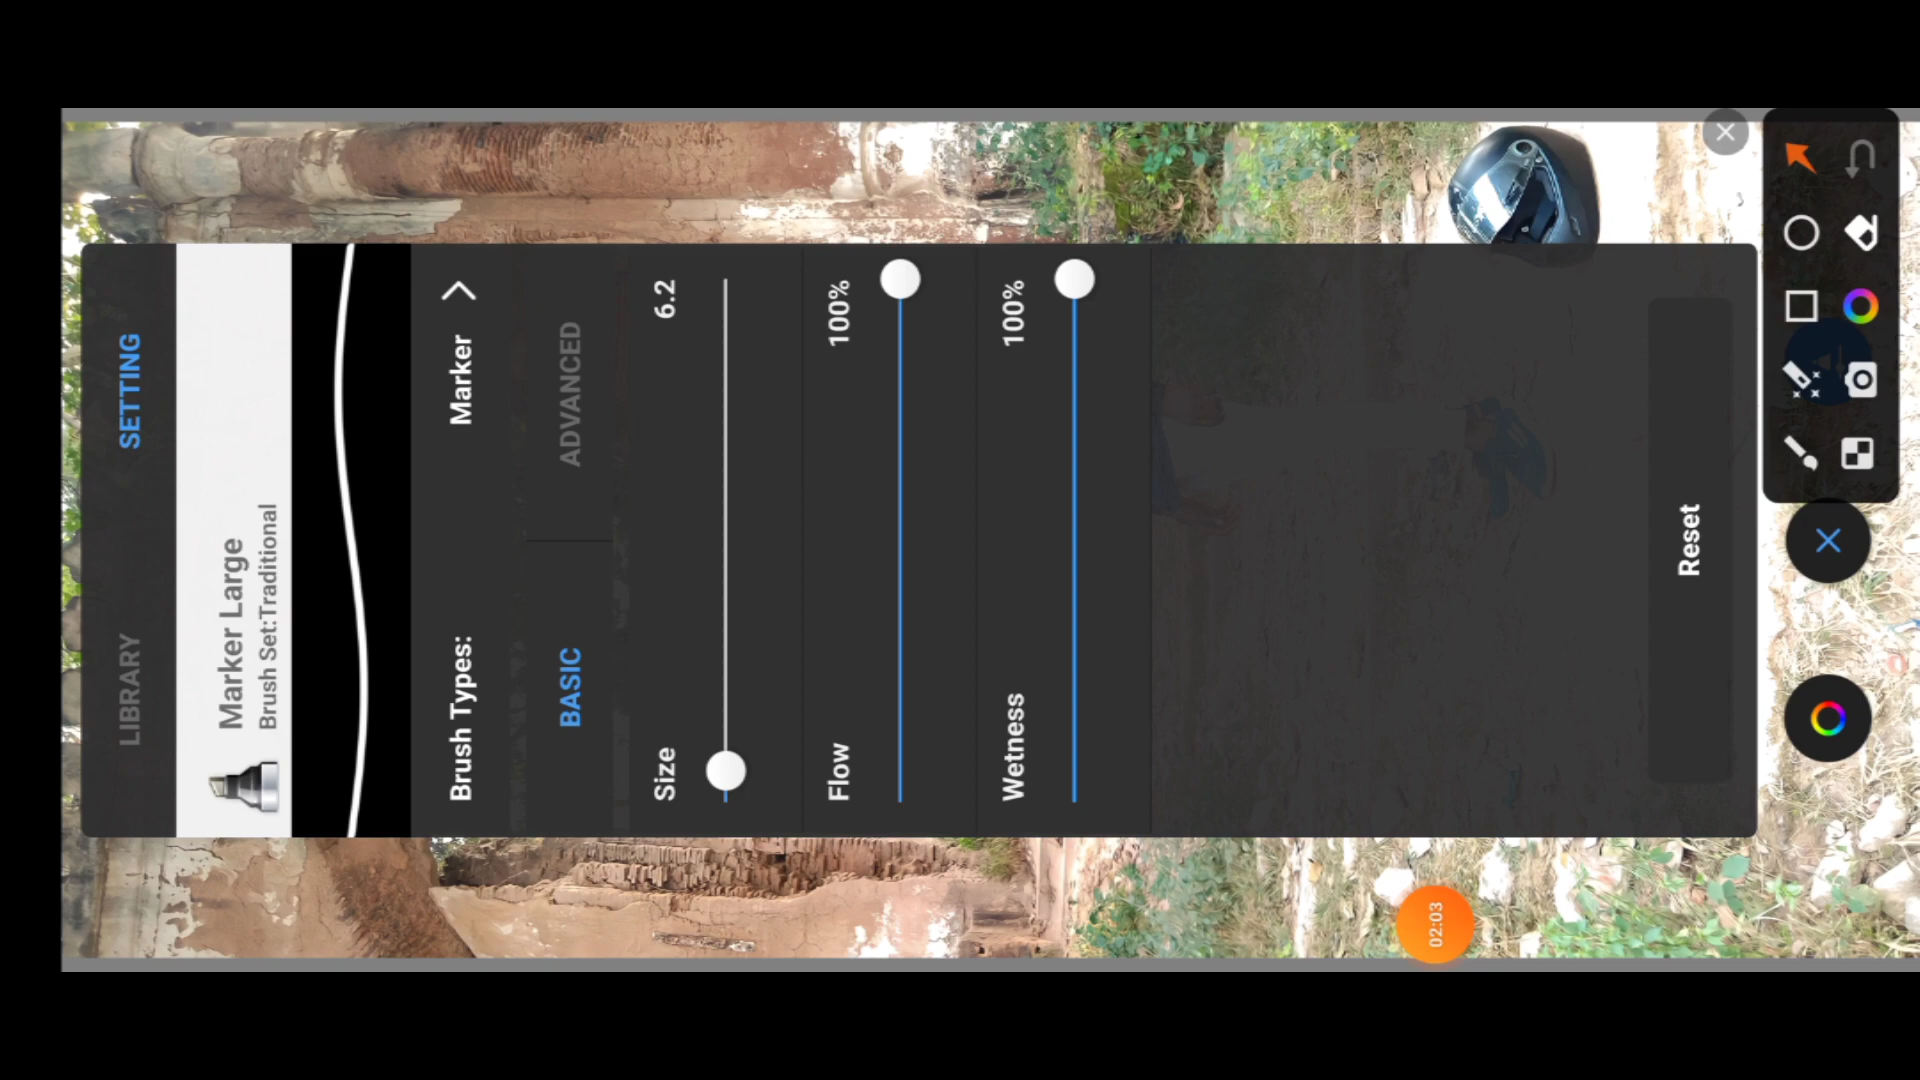 LIBRARY SETTING
Marker Large
Brush Set:Traditional
Brush Types: Marker
BASIC ADVANCED
Size 6.2
Flow 100%
Wetness 100%
Reset
02:03